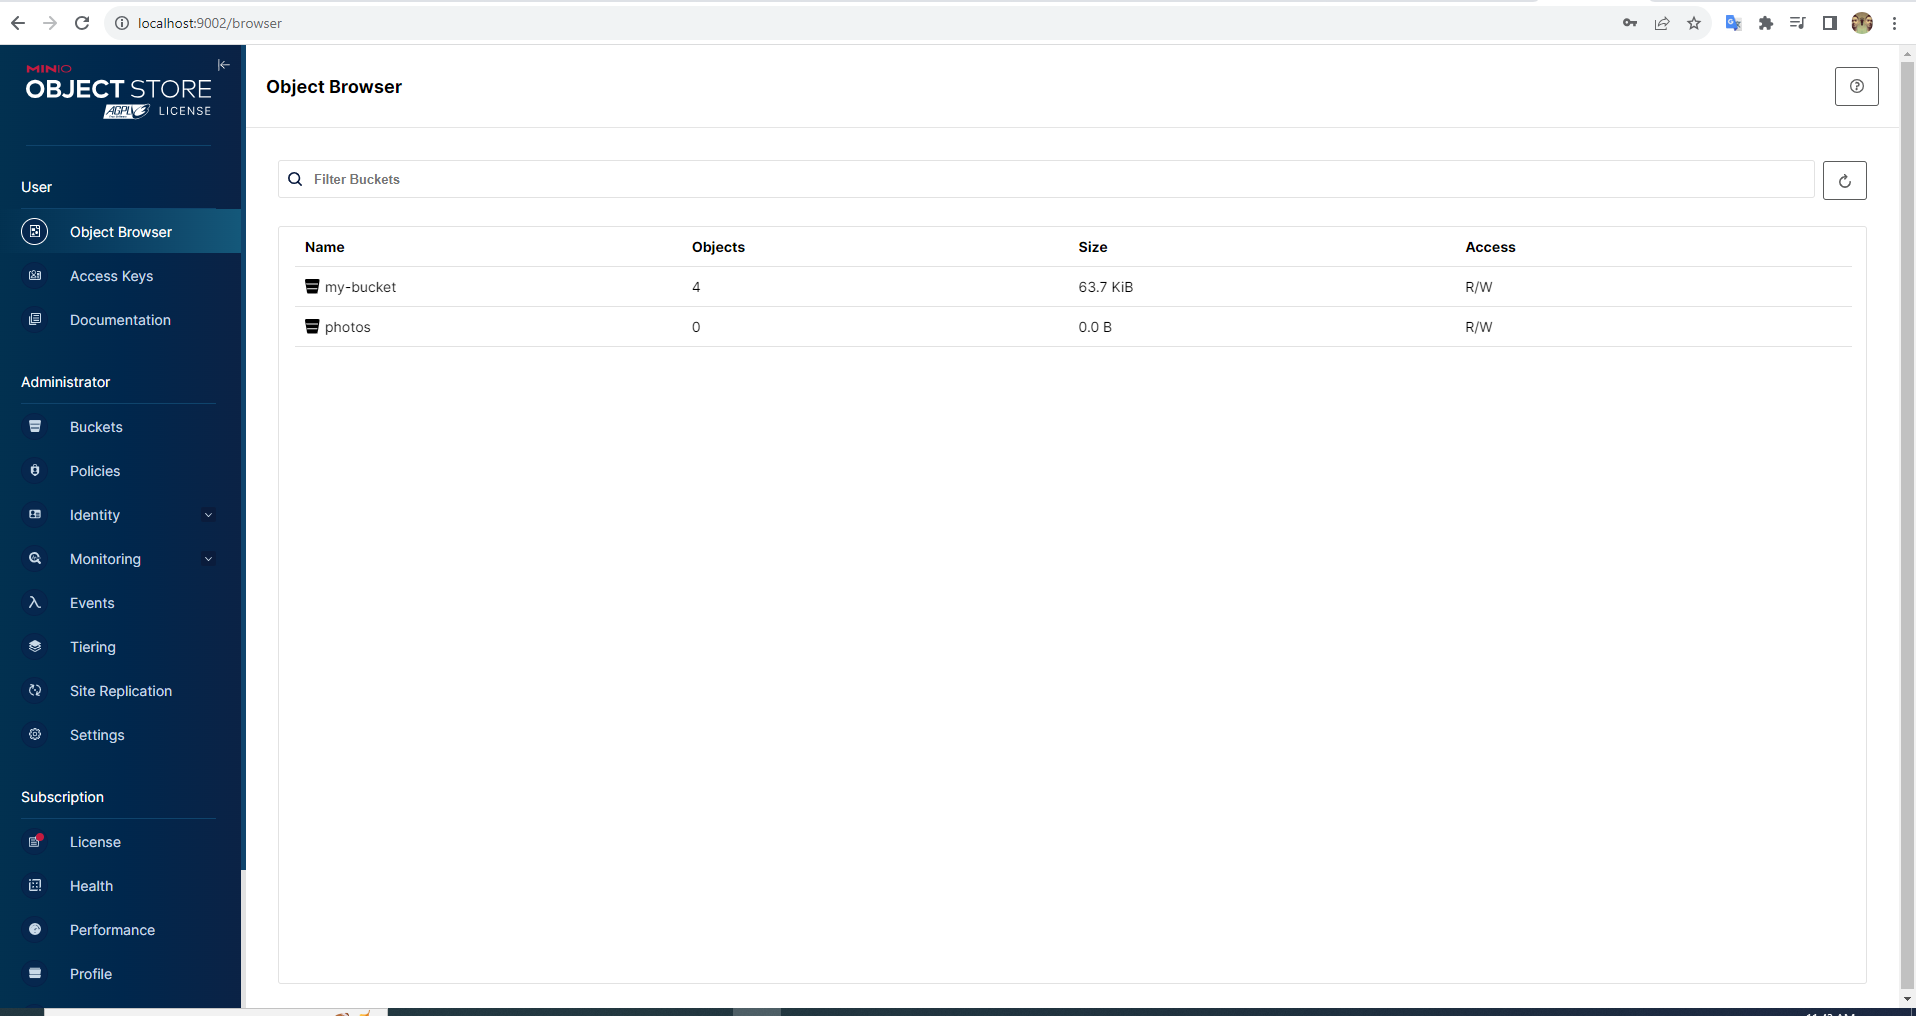 localhost:9002/browser
MINIO
OBJECT STORE
AGPLv3 LICENSE
Object Browser
User
Filter Buckets
Object Browser
Name Objects Size Access
Access Keys
my-bucket 4 63.7 KiB R/W
Documentation
photos 0 0.0 B R/W
Administrator
Buckets
Policies
Identity
Monitoring
Events
Tiering
Site Replication
Settings
Subscription
License
Health
Performance
Profile